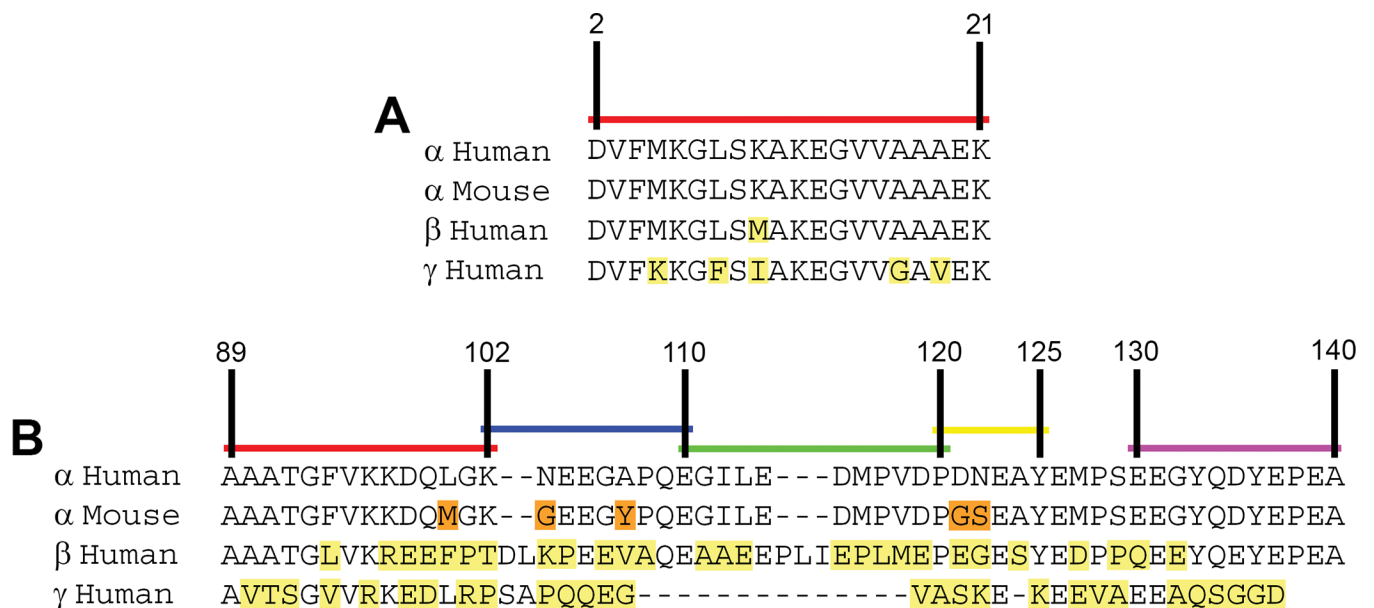 2 21
A
α Human DVFMKGLSKAKEGVVAAAEK
α Mouse DVFMKGLSKAKEGVVAAAEK
β Human DVFMKGLSMAKEGVVAAAEK
γ Human DVFKKGFSIAKEGVVGAVEK
89 102 110 120 125 130 140
B
α Human AAATGFVKKDQLGK--NEEGAPQEGILE---DMPVDPDNEAYEMPSEEGYQDYEPEA
α Mouse AAATGFVKKDQMGK--GEEGYPQEGILE---DMPVDPGSEAYEMPSEEGYQDYEPEA
β Human AAATGLVKREEFPTDLKPEEVAQEAAEEPLIEPLMEPEGESYEDPPQEEYQEYEPEA
γ Human AVTSGVVRKEDLRPSAPQQEG--------------VASKE-KEEVAEEAQSGGD